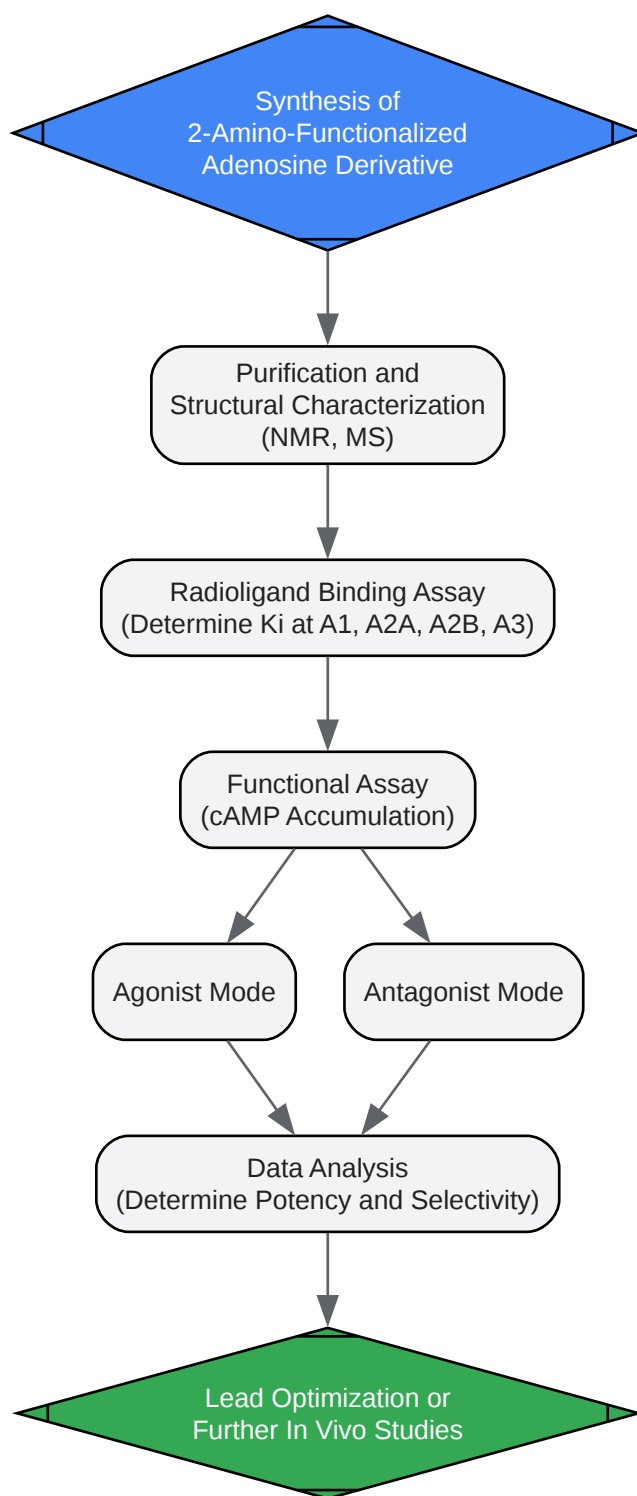 Synthesis of
2-Amino-Functionalized
Adenosine Derivative
Purification and
Structural Characterization
(NMR, MS)
Radioligand Binding Assay
(Determine Ki at A1, A2A, A2B, A3)
Functional Assay
(cAMP Accumulation)
Agonist Mode
Antagonist Mode
Data Analysis
(Determine Potency and Selectivity)
Lead Optimization or
Further In Vivo Studies